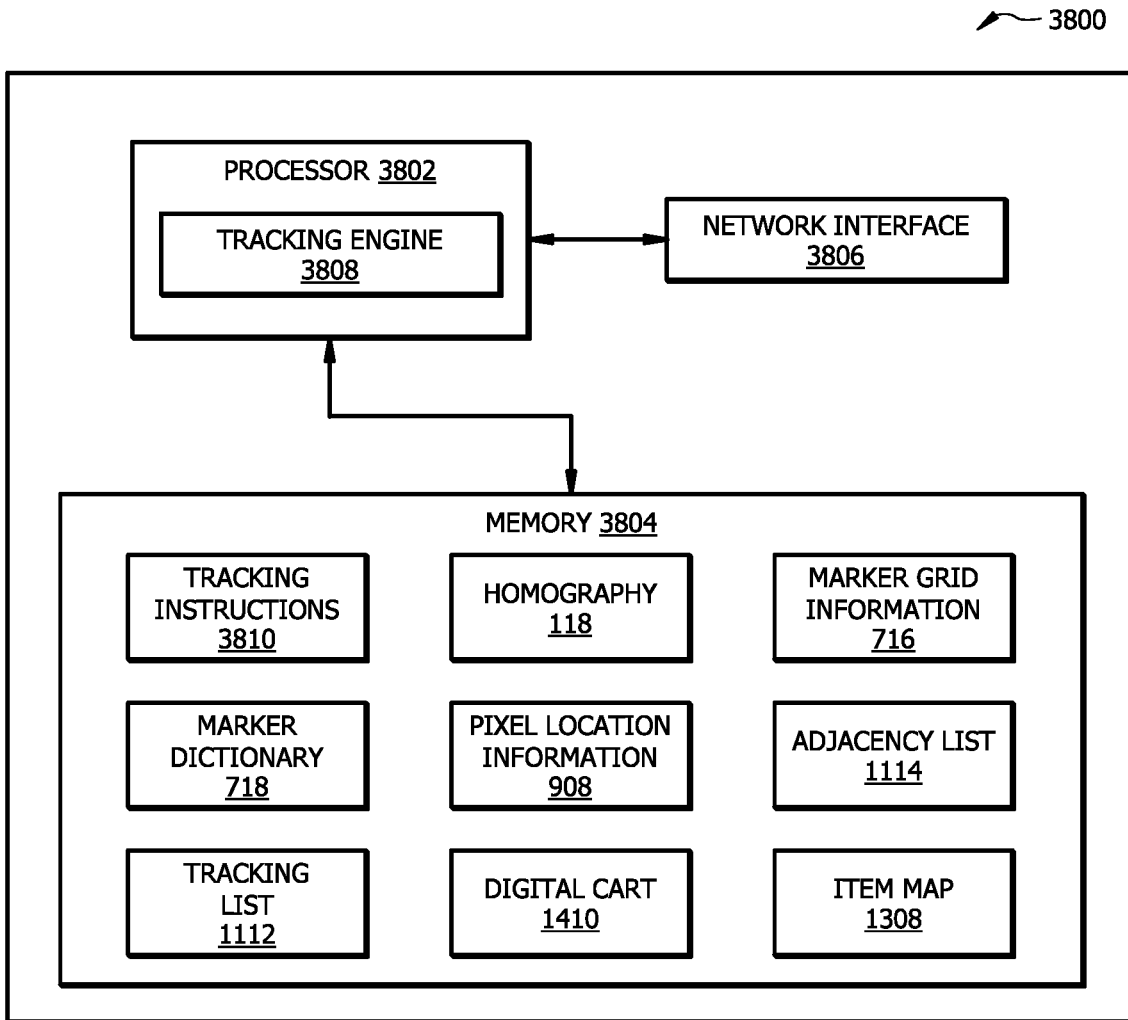 3800
PROCESSOR 3802
TRACKING ENGINE
3808
NETWORK INTERFACE
3806
MEMORY 3804
TRACKING
INSTRUCTIONS
3810
HOMOGRAPHY
118
MARKER GRID
INFORMATION
716
MARKER
DICTIONARY
718
PIXEL LOCATION
INFORMATION
908
ADJACENCY LIST
1114
TRACKING
LIST
1112
DIGITAL CART
1410
ITEM MAP
1308